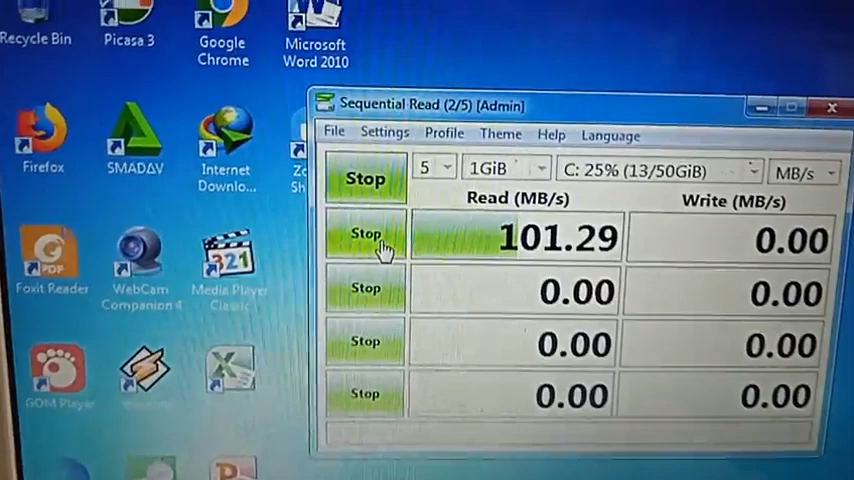 Recycle Bin
Picasa 3
Google
Chrome
Microsoft
Word 2010
Firefox
SMADAV
Internet
Downlo...
Foxit Reader
PDF
WebCam
Companion 4
321
Media Player
Classic
GOM Player
Sequential Read (2/5) [Admin]
File Settings Profile Theme Help Language
Stop 5 1GiB C: 25% (13/50GiB) MB/s
Read (MB/s) Write (MB/s)
Stop 101.29 0.00
Stop 0.00 0.00
Stop 0.00 0.00
Stop 0.00 0.00